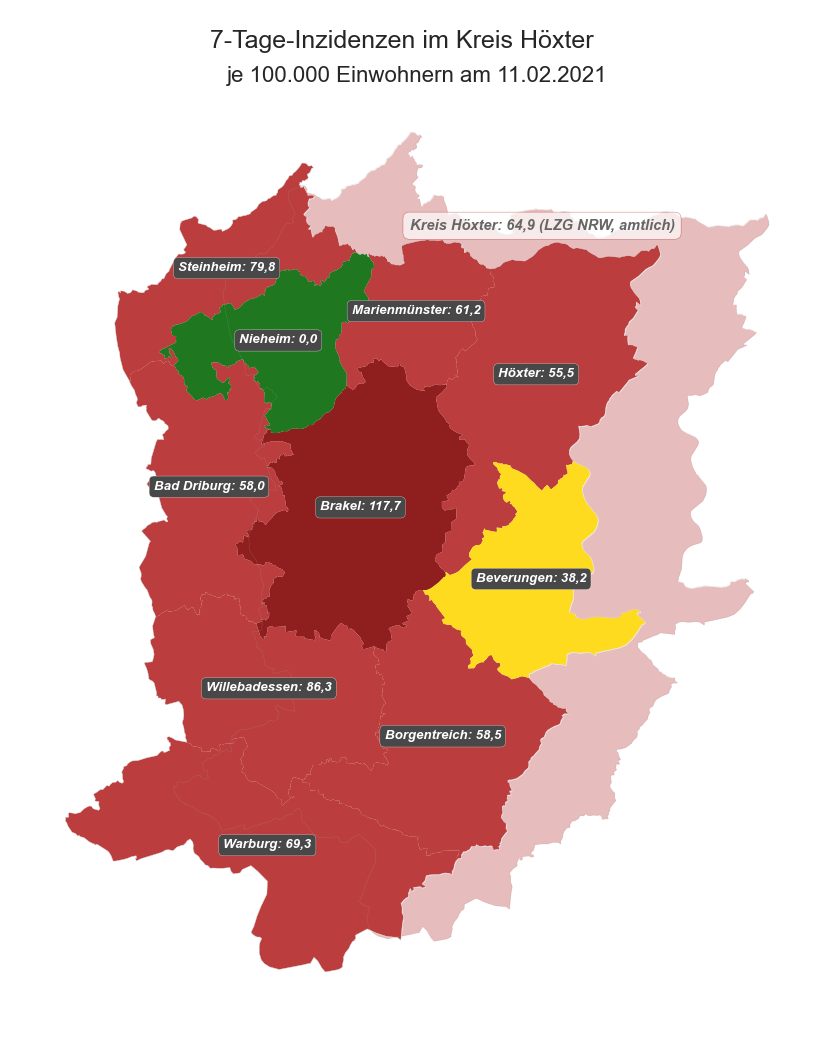 7-Tage-Inzidenzen im Kreis Höxter
je 100.000 Einwohnern am 11.02.2021
Kreis Höxter: 64,9 (LZG NRW, amtlich)
Steinheim: 79,8
Marienmünster: 61,2
Nieheim: 0,0
Höxter: 55,5
Bad Driburg: 58,0
Brakel: 117,7
Beverungen: 38,2
Willebadessen: 86,3
Borgentreich: 58,5
Warburg: 69,3